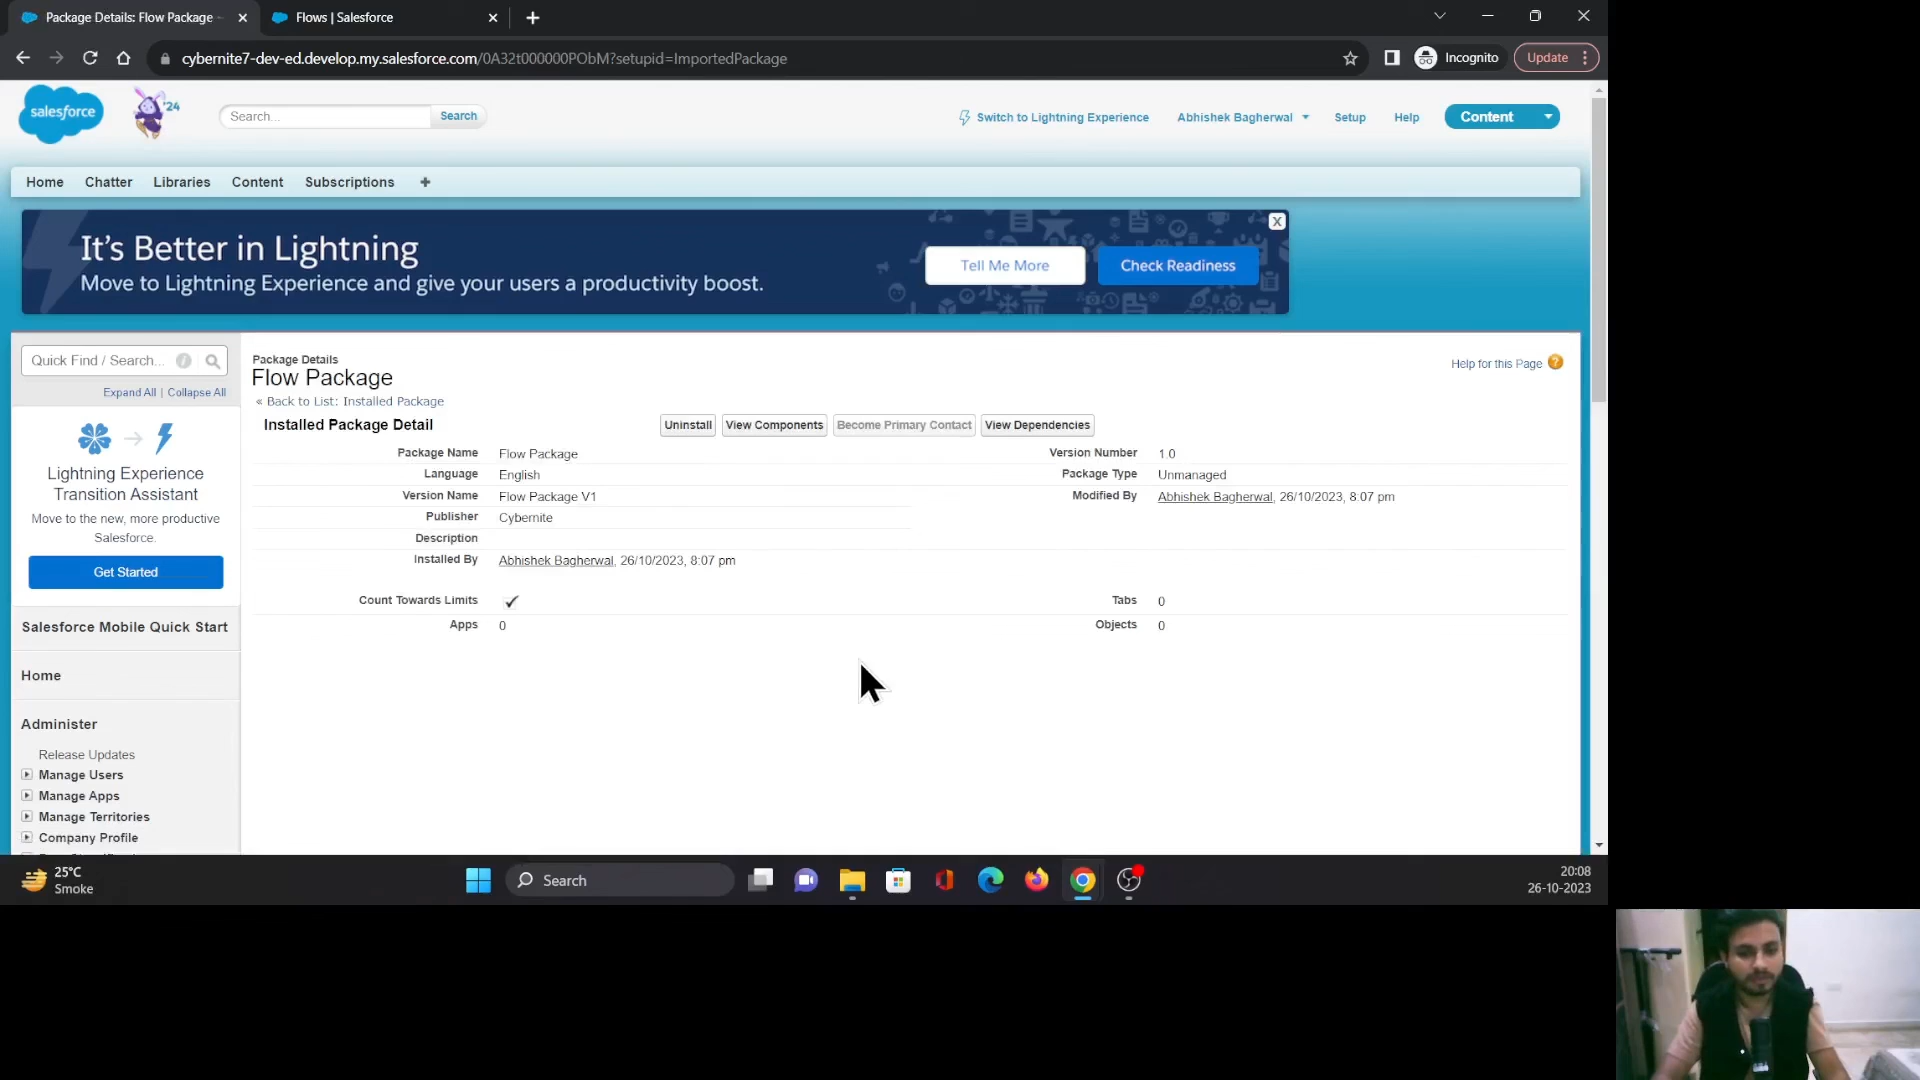 Package Details: Flow Package
Flows | Salesforce
cybernite7-dev-ed.develop.my.salesforce.com/0A32t000000PObM?setupid=ImportedPackage
Incognito
Update
salesforce
'24
Search...
Search
Switch to Lightning Experience
Abhishek Bagherwal
Setup
Help
Content
Home
Chatter
Libraries
Content
Subscriptions
It's Better in Lightning
Move to Lightning Experience and give your users a productivity boost.
Tell Me More
Check Readiness
X
Quick Find / Search...
Expand All | Collapse All
Lightning Experience
Transition Assistant
Move to the new, more productive
Salesforce.
Get Started
Salesforce Mobile Quick Start
Home
Administer
Release Updates
Manage Users
Manage Apps
Manage Territories
Company Profile
Package Details
Flow Package
« Back to List: Installed Package
Help for this Page ?
Installed Package Detail
Uninstall
View Components
Become Primary Contact
View Dependencies
Package Name Flow Package
Version Number 1.0
Language English
Package Type Unmanaged
Version Name Flow Package V1
Modified By Abhishek Bagherwal, 26/10/2023, 8:07 pm
Publisher Cybernite
Description
Installed By Abhishek Bagherwal, 26/10/2023, 8:07 pm
Count Towards Limits
Tabs 0
Apps 0
Objects 0
25°C
Smoke
Search
20:08
26-10-2023